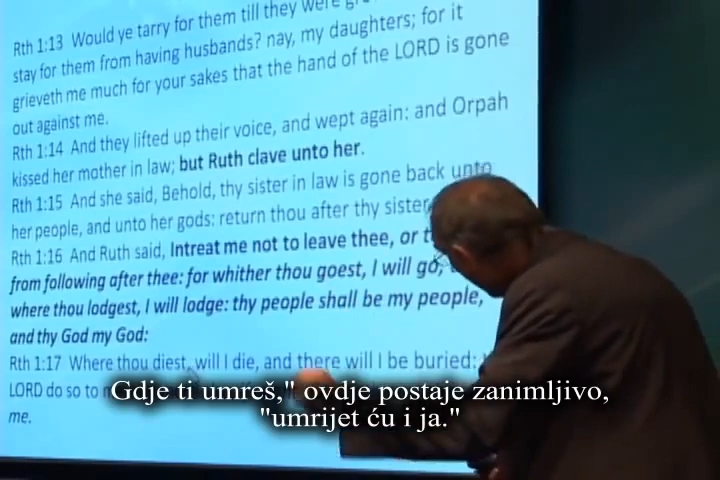 Rth 1:13 Would ye tarry for them till they were
stay for them from having husbands? nay, my daughters; for it
grieveth me much for your sakes that the hand of the LORD is gone
out against me.
Rth 1:14 And they lifted up their voice, and wept again: and Orpah
kissed her mother in law; but Ruth clave unto her.
Rth 1:15 And she said, Behold, thy sister in law is gone back unto
her people, and unto her gods: return thou after thy sister
Rth 1:16 And Ruth said, Intreat me not to leave thee, or
from following after thee: for whither thou goest, I will go;
where thou lodgest, I will lodge: thy people shall be my people,
and thy God my God:
Rth 1:17 Where thou diest, will I die, and there will I be buried:
LORD do so to
me.
Gdje ti umreš," ovdje postaje zanimljivo,
"umrijet ću i ja."